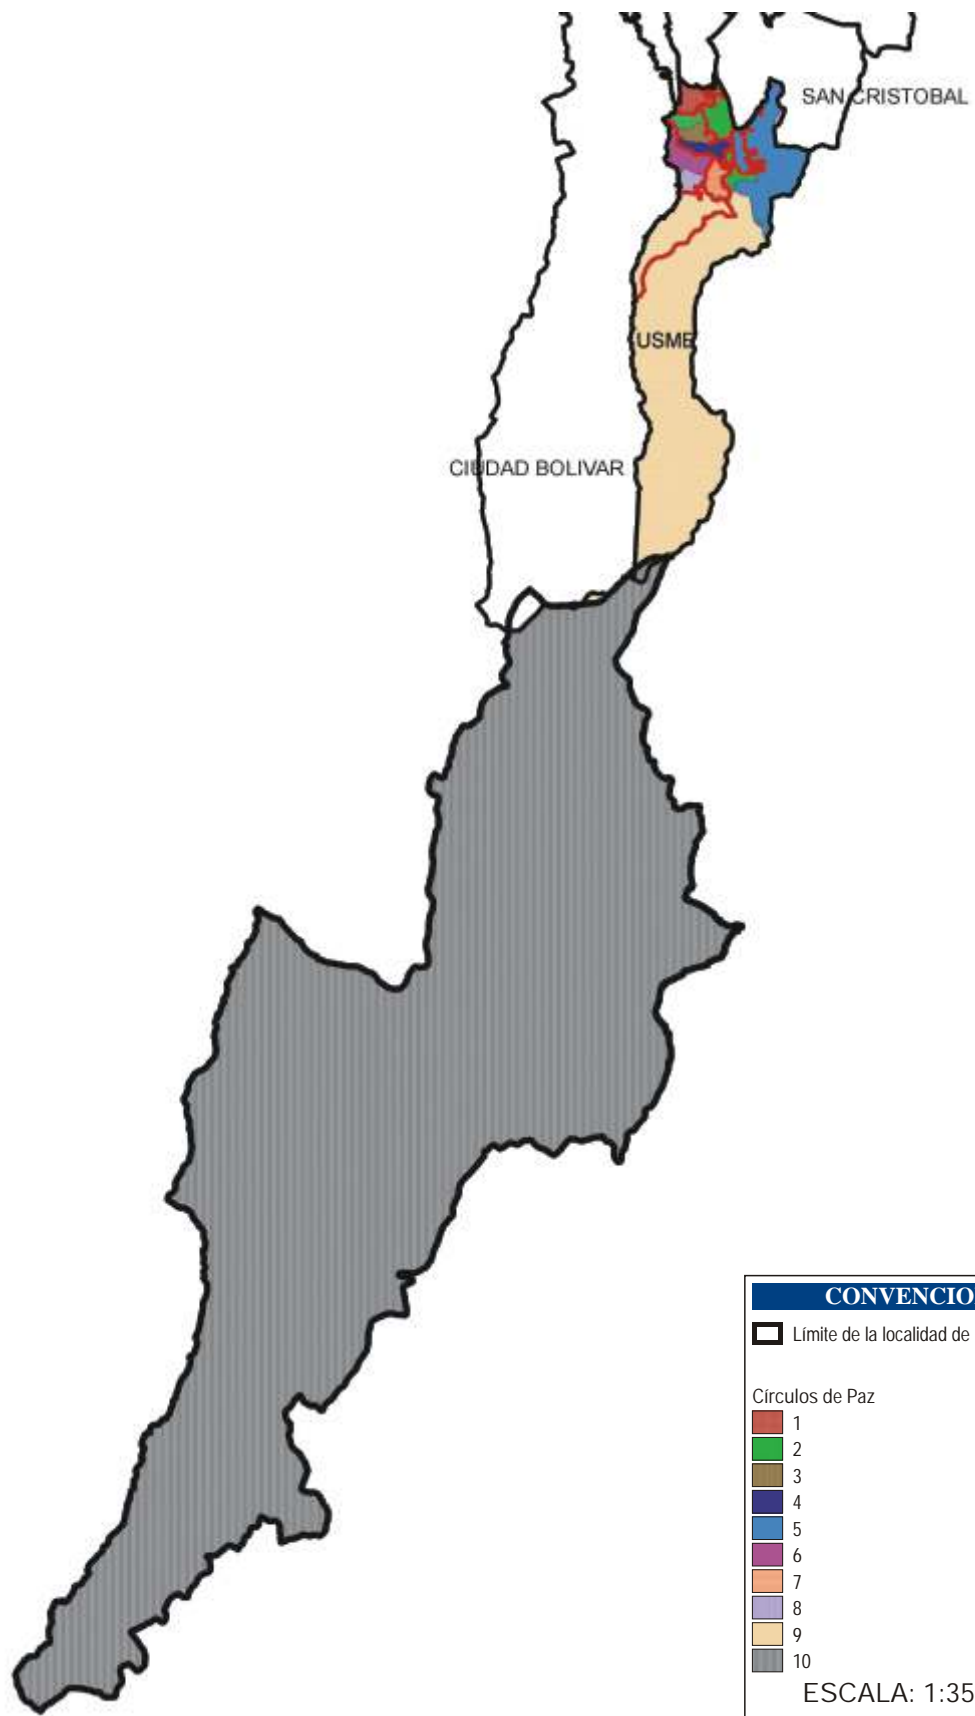 SAN CRISTOBAL
USME
CIUDAD BOLIVAR
CONVENCIO
Límite de la localidad de
Círculos de Paz
1
2
3
4
5
6
7
8
9
10
ESCALA: 1:35